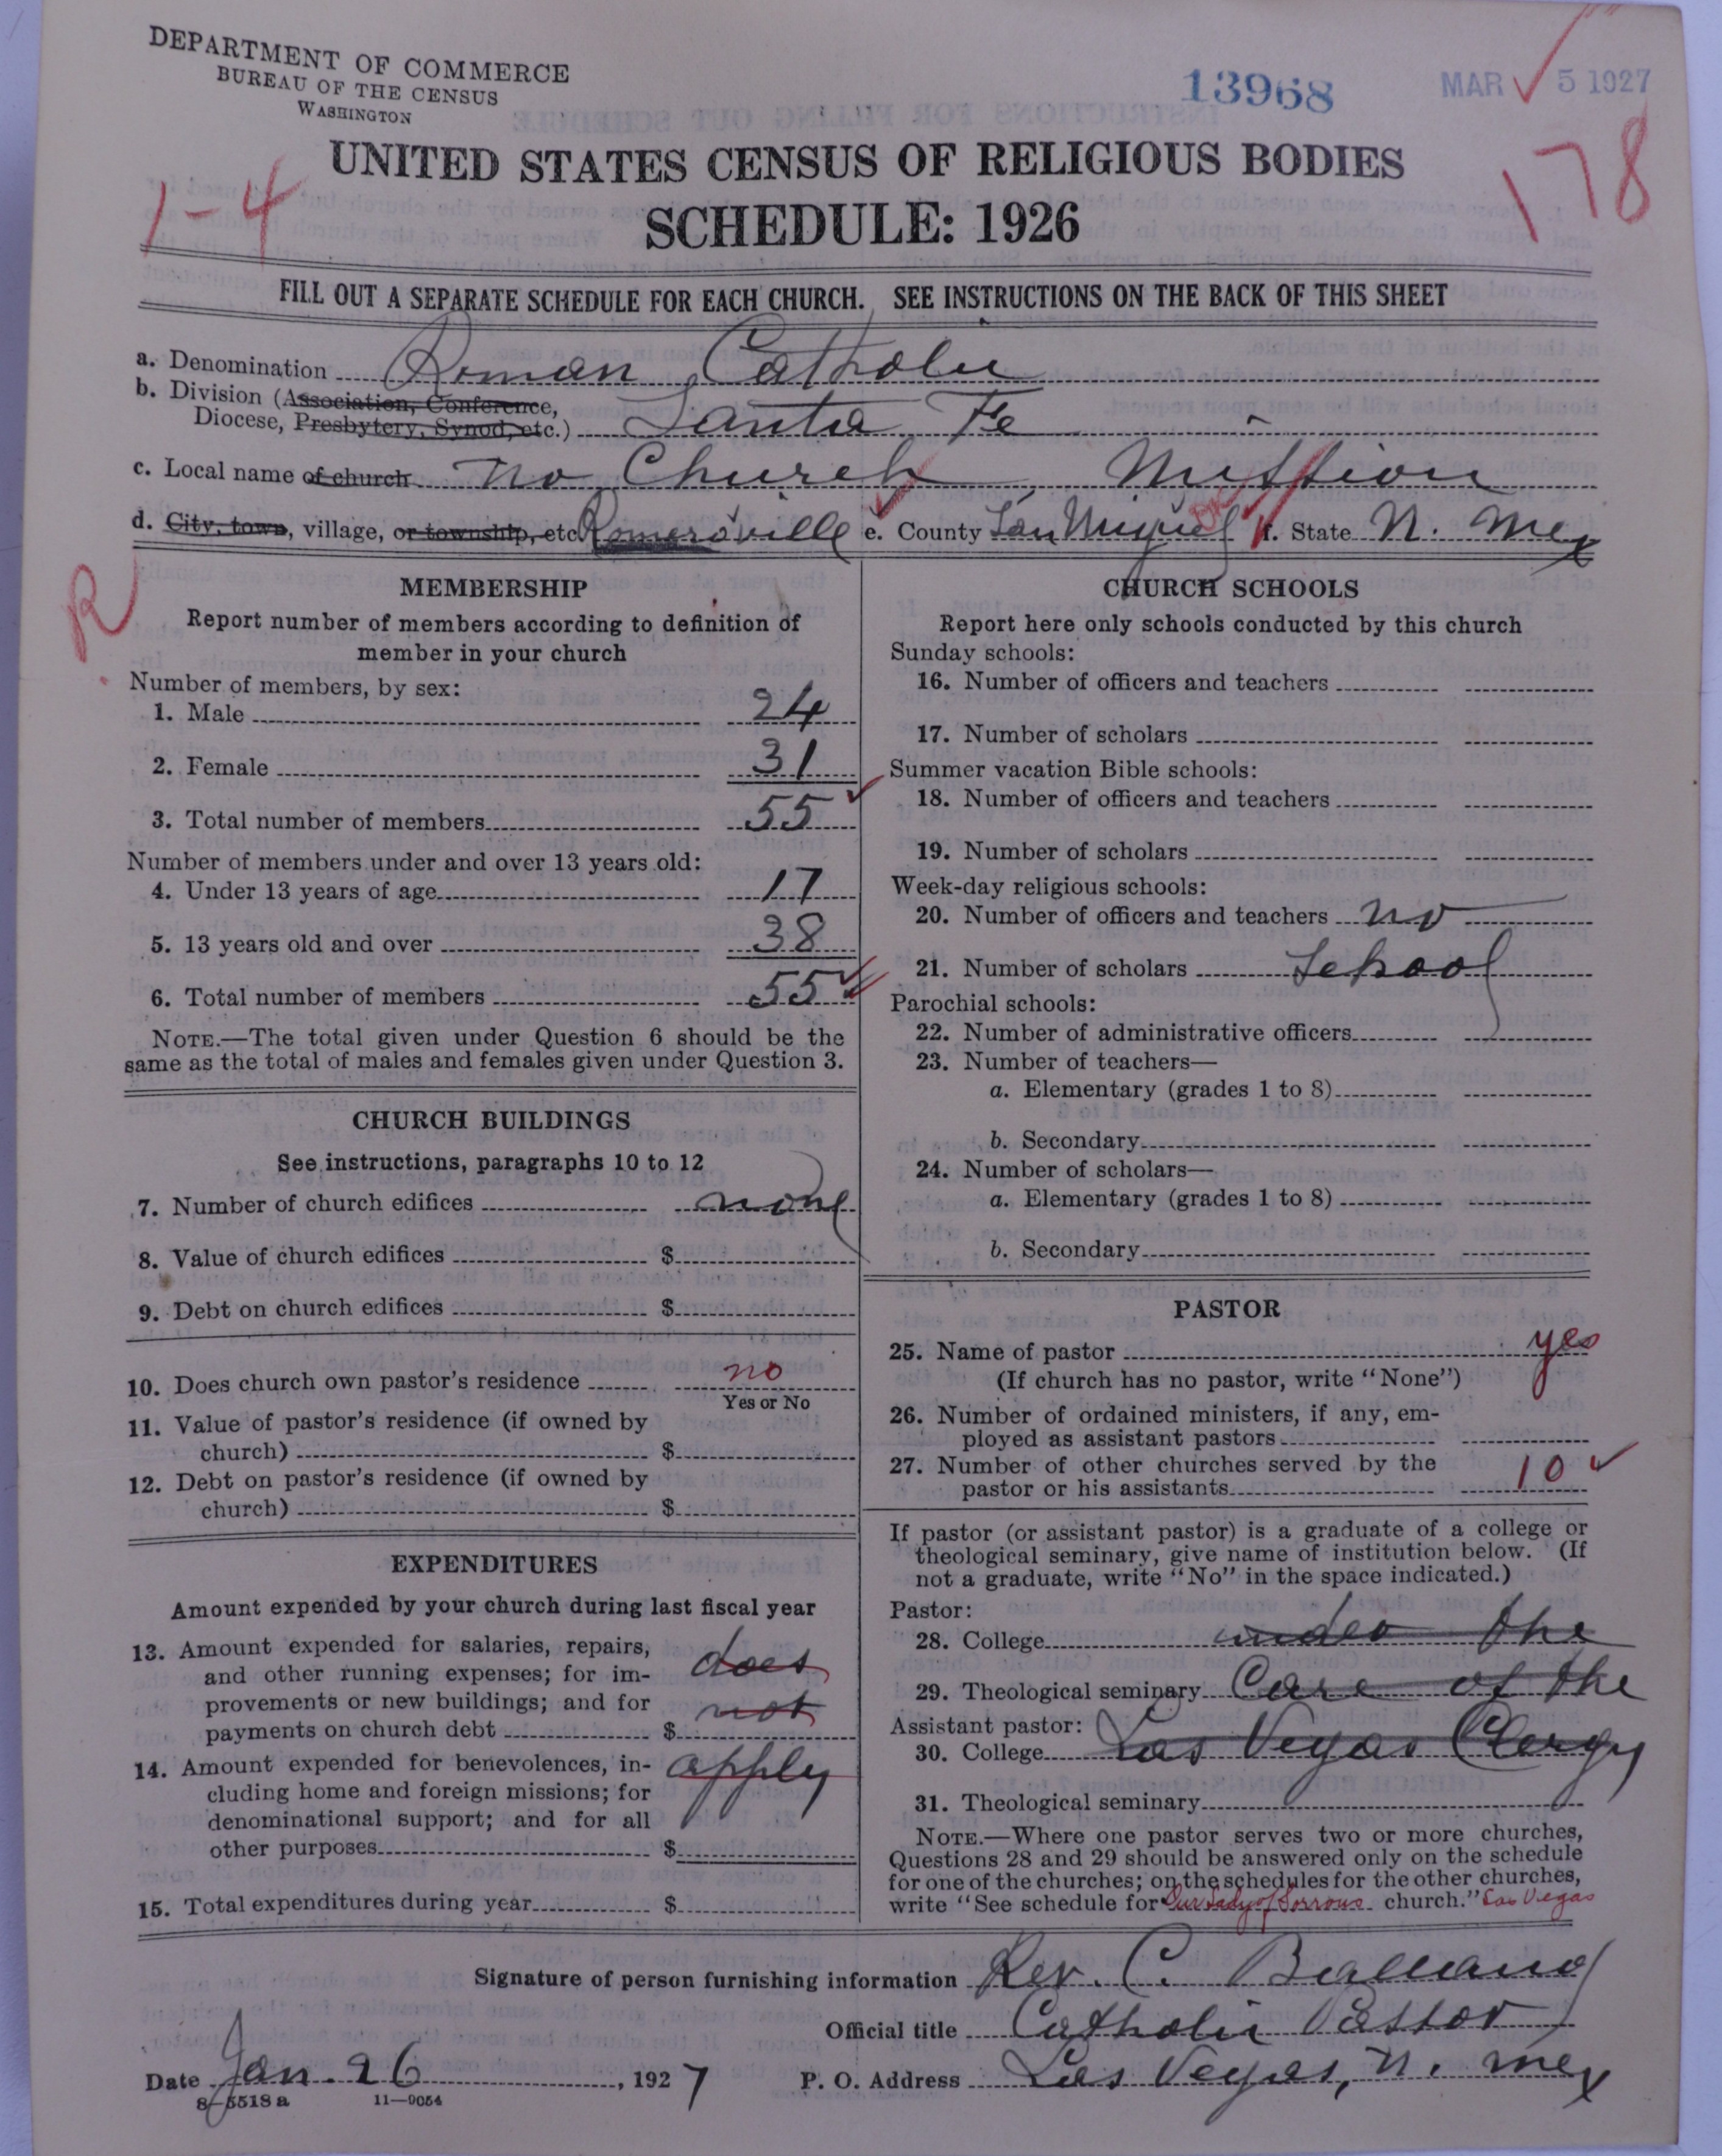 DEPARTMENT OF COMMERCE
BUREAU OF THE CENSUS
WASHINGTON
13968
MAR 5 1927
UNITED STATES CENSUS OF RELIGIOUS BODIES
SCHEDULE: 1926
1-4
178
FILL OUT A SEPARATE SCHEDULE FOR EACH CHURCH. SEE INSTRUCTIONS ON THE BACK OF THIS SHEET
a. Denomination Roman Catholic
b. Division (Association, Conference,
Diocese, Presbytery, Synod, etc.) Santa Fe
c. Local name of church no Church, Mission
d. City, town, village, or township, etc. Romeroville e. County San Miguel f. State N. Mex
R
MEMBERSHIP
Report number of members according to definition of
member in your church
Number of members, by sex:
1. Male 24
2. Female 31
3. Total number of members 55
Number of members under and over 13 years old:
4. Under 13 years of age 17
5. 13 years old and over 38
6. Total number of members 55
NOTE.—The total given under Question 6 should be the
same as the total of males and females given under Question 3.
CHURCH BUILDINGS
See instructions, paragraphs 10 to 12
7. Number of church edifices none
8. Value of church edifices $
9. Debt on church edifices $
10. Does church own pastor's residence no
Yes or No
11. Value of pastor's residence (if owned by
church) $
12. Debt on pastor's residence (if owned by
church) $
EXPENDITURES
Amount expended by your church during last fiscal year
13. Amount expended for salaries, repairs, does
and other running expenses; for im-
provements or new buildings; and for not
payments on church debt $
14. Amount expended for benevolences, in- apply
cluding home and foreign missions; for
denominational support; and for all
other purposes $
15. Total expenditures during year $
CHURCH SCHOOLS
Report here only schools conducted by this church
Sunday schools:
16. Number of officers and teachers
17. Number of scholars
Summer vacation Bible schools:
18. Number of officers and teachers
19. Number of scholars
Week-day religious schools:
20. Number of officers and teachers no
21. Number of scholars School
Parochial schools:
22. Number of administrative officers
23. Number of teachers—
a. Elementary (grades 1 to 8)
b. Secondary
24. Number of scholars—
a. Elementary (grades 1 to 8)
b. Secondary
PASTOR
25. Name of pastor yes
(If church has no pastor, write "None")
26. Number of ordained ministers, if any, em-
ployed as assistant pastors
27. Number of other churches served by the
pastor or his assistants 10
If pastor (or assistant pastor) is a graduate of a college or
theological seminary, give name of institution below. (If
not a graduate, write "No" in the space indicated.)
Pastor:
28. College under the
29. Theological seminary Care of the
Assistant pastor:
30. College Las Vegas Clergy
31. Theological seminary
NOTE.—Where one pastor serves two or more churches,
Questions 28 and 29 should be answered only on the schedule
for one of the churches; on the schedules for the other churches,
write "See schedule for Our Lady of Sorrows church." Las Vegas
Signature of person furnishing information Rev. C. Balland
Official title Catholic Pastor
Date Jan. 26, 1927 P. O. Address Las Vegas, N. Mex
8-5518 a 11-9054